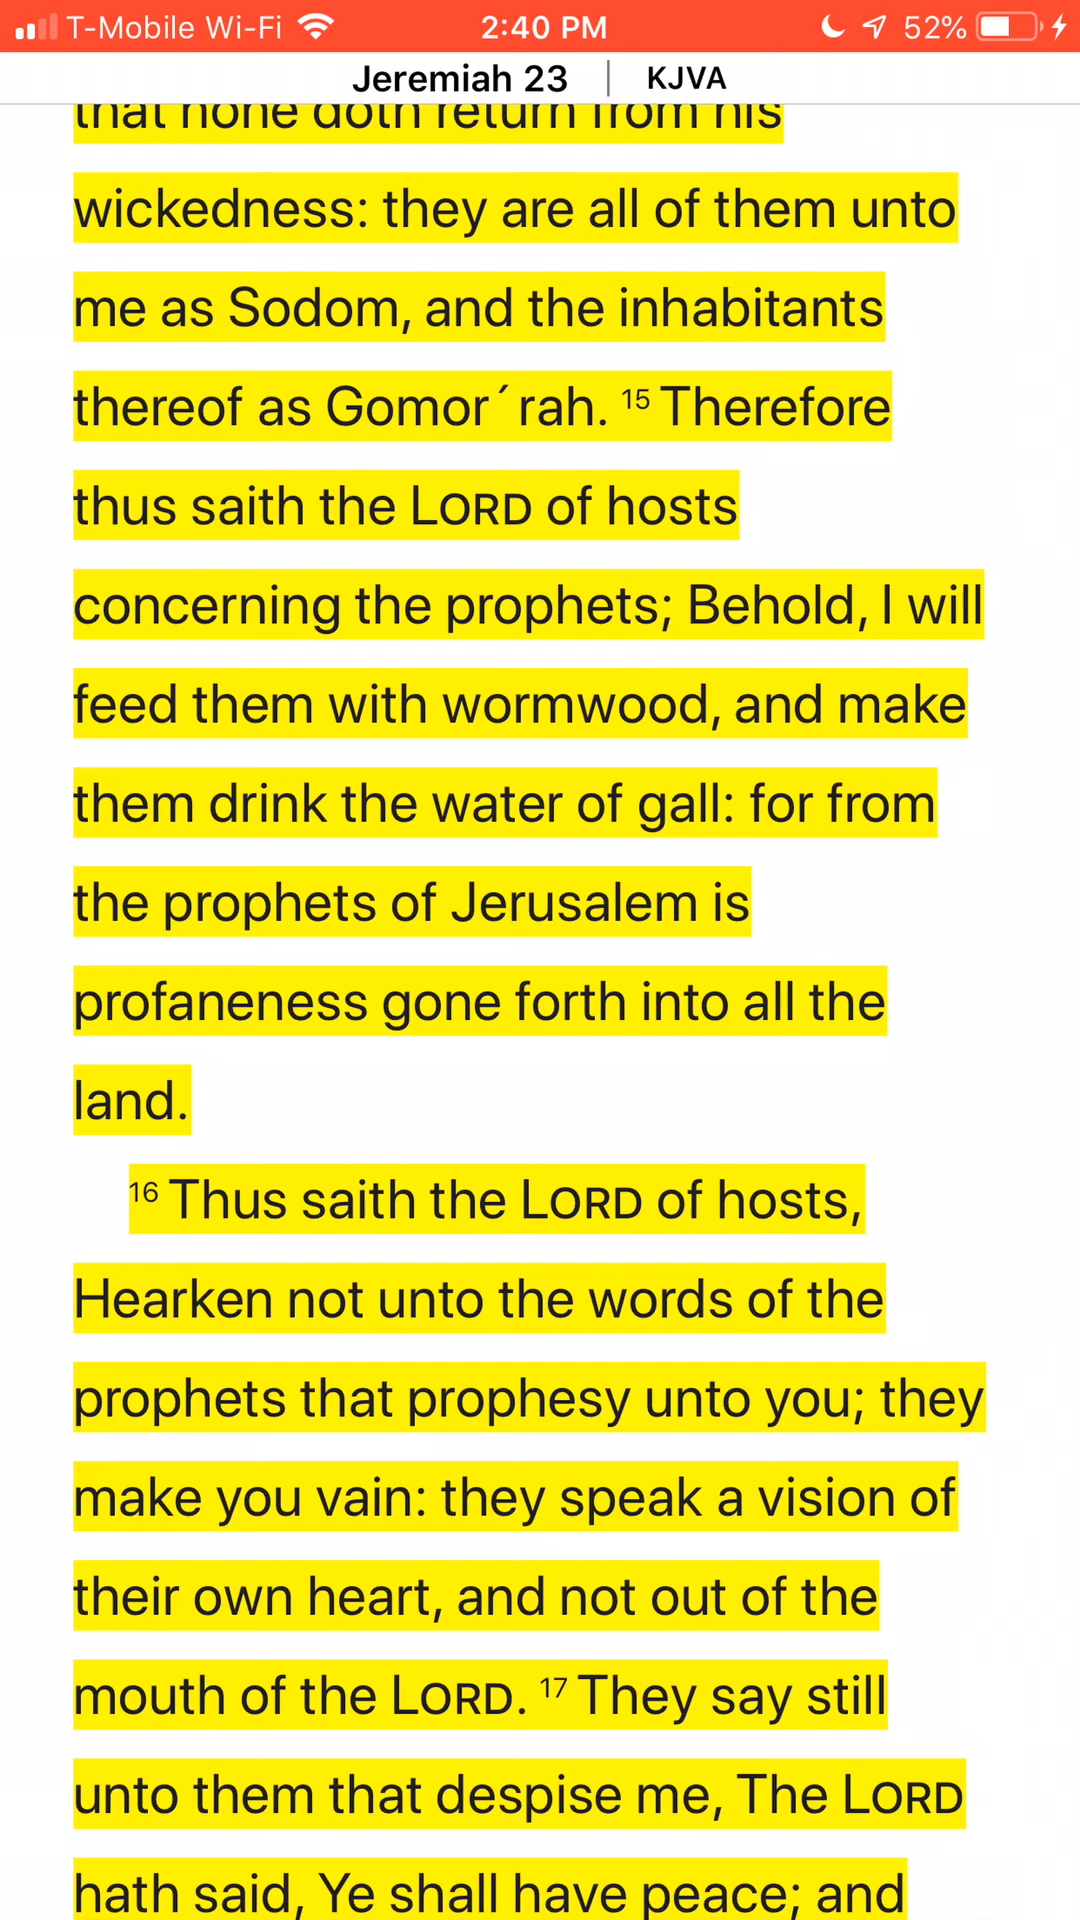 T-Mobile Wi-Fi 2:40 PM 52%
Jeremiah 23 | KJVA
that none doth return from his
wickedness: they are all of them unto
me as Sodom, and the inhabitants
thereof as Gomor´rah. 15 Therefore
thus saith the LORD of hosts
concerning the prophets; Behold, I will
feed them with wormwood, and make
them drink the water of gall: for from
the prophets of Jerusalem is
profaneness gone forth into all the
land.
16 Thus saith the LORD of hosts,
Hearken not unto the words of the
prophets that prophesy unto you; they
make you vain: they speak a vision of
their own heart, and not out of the
mouth of the LORD. 17 They say still
unto them that despise me, The LORD
hath said, Ye shall have peace; and